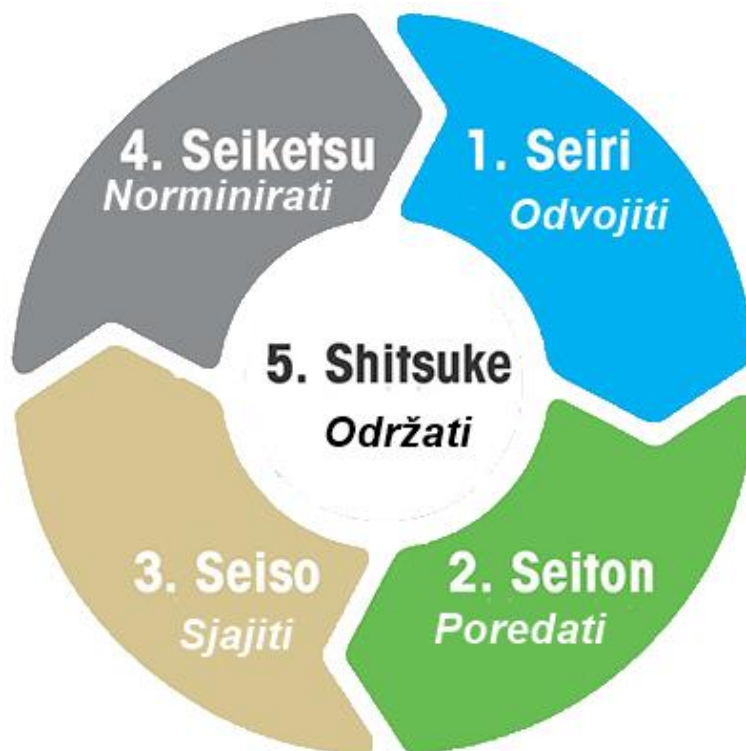 1. Seiri
Odvojiti
2. Seiton
Poredati
3. Seiso
Sjajiti
4. Seiketsu
Norminirati
5. Shitsuke
Održati